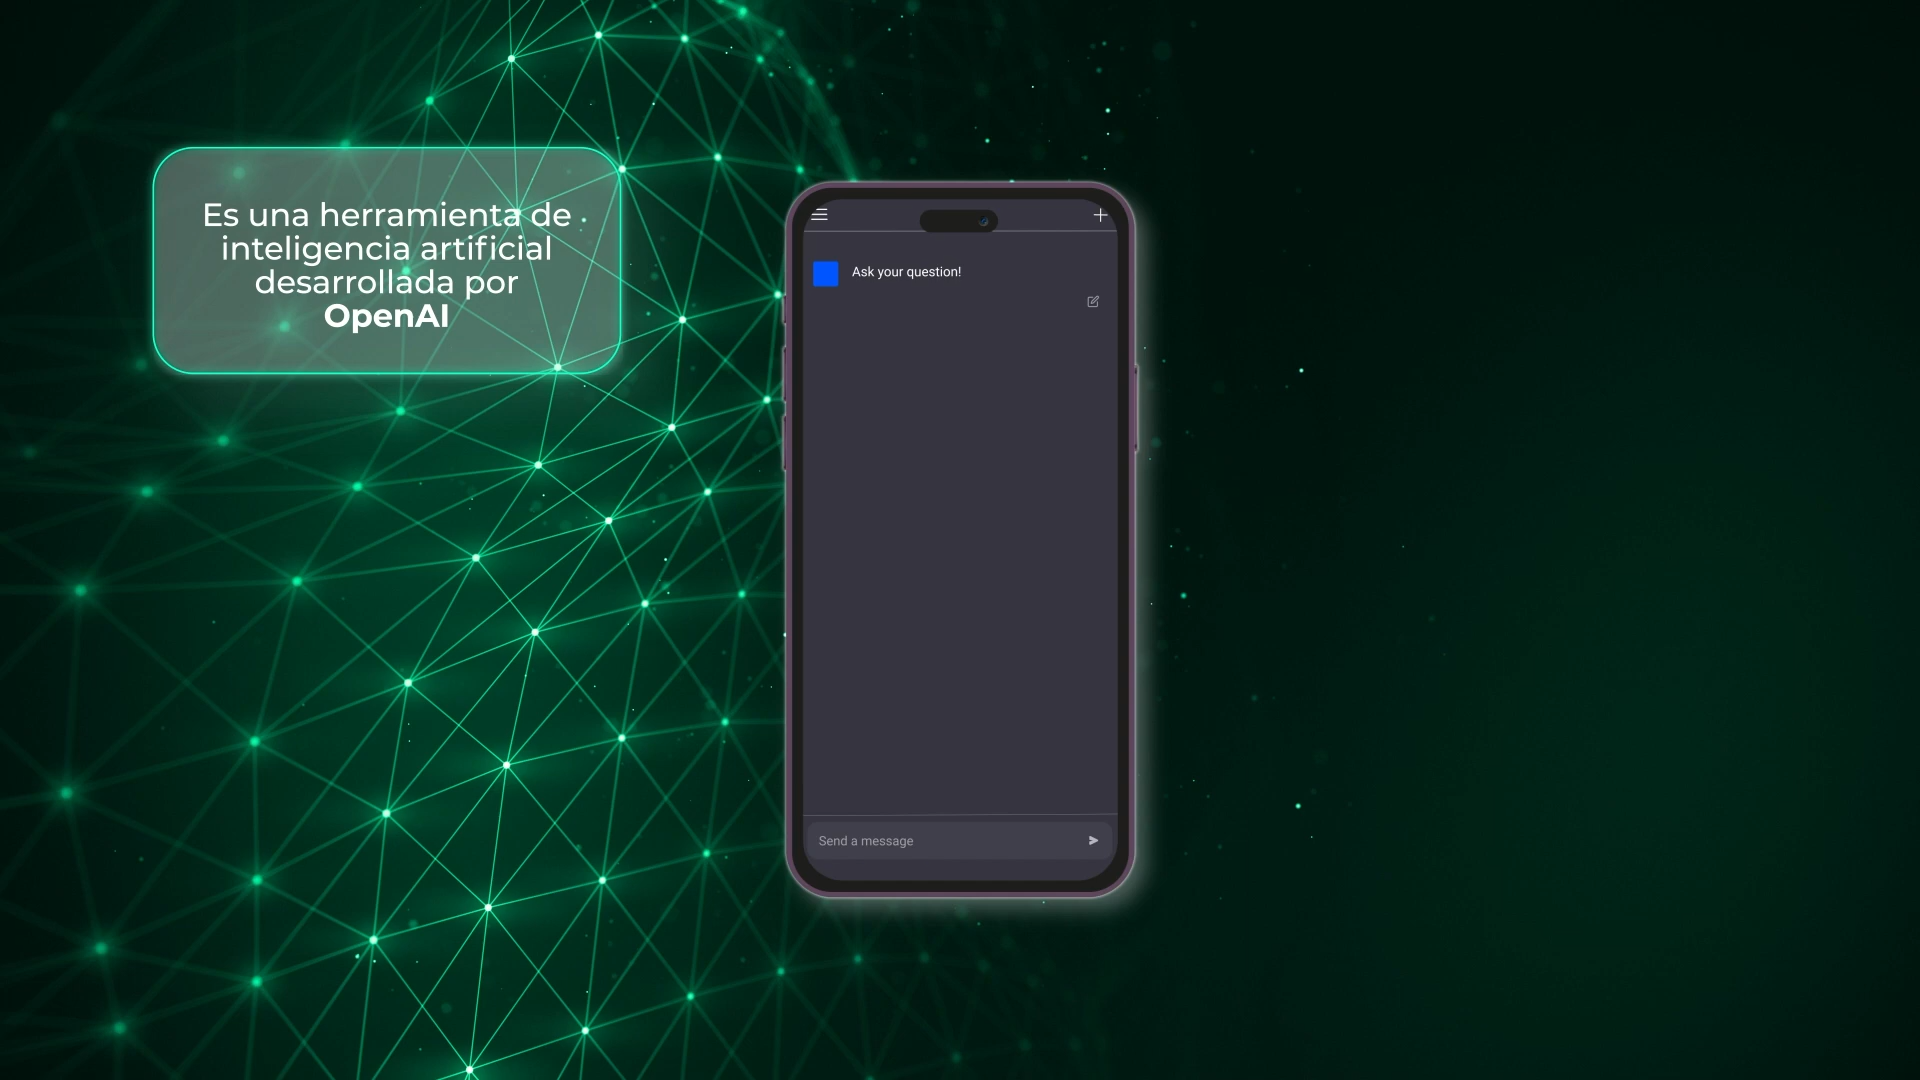 Es una herramienta de
inteligencia artificial
desarrollada por
OpenAI
Ask your question!
Send a message